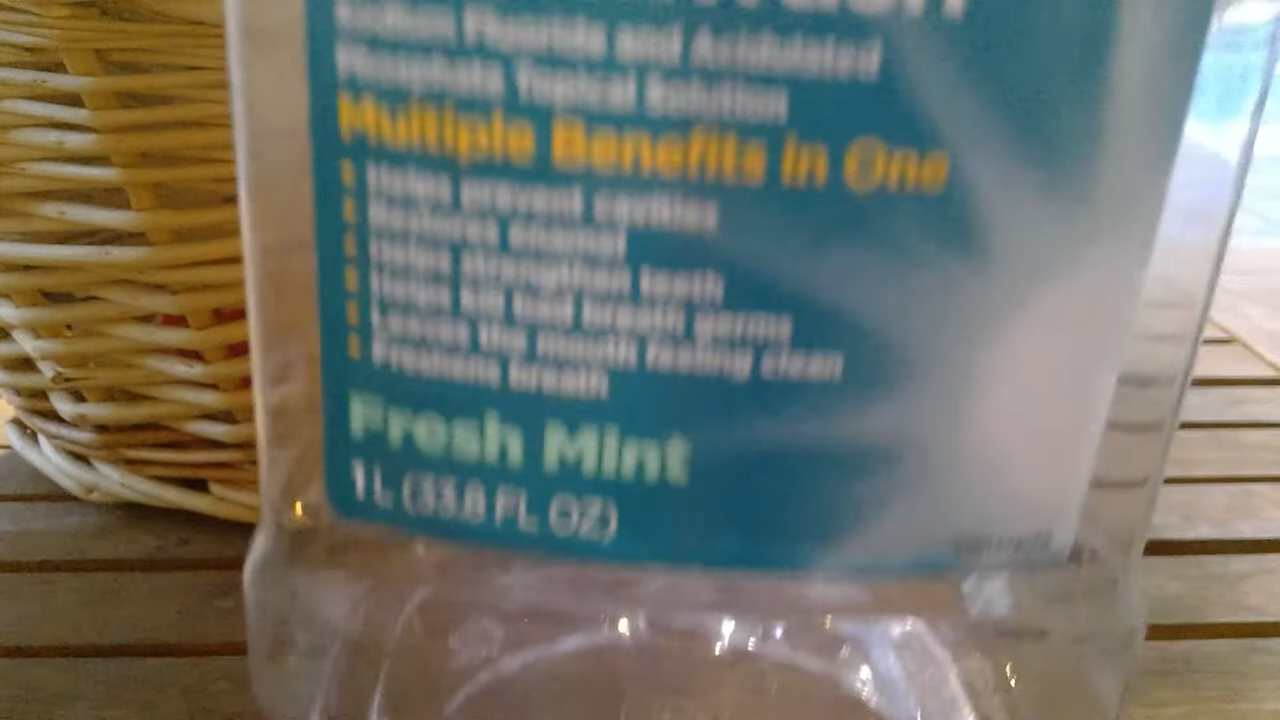 Sodium Fluoride and Acidulated
Phosphate Topical Solution
Multiple Benefits in One
Helps prevent cavities
Restores enamel
Helps strengthen teeth
Helps kill bad breath germs
Leaves the mouth feeling clean
Freshens breath
Fresh Mint
1 L (33.8 FL OZ)